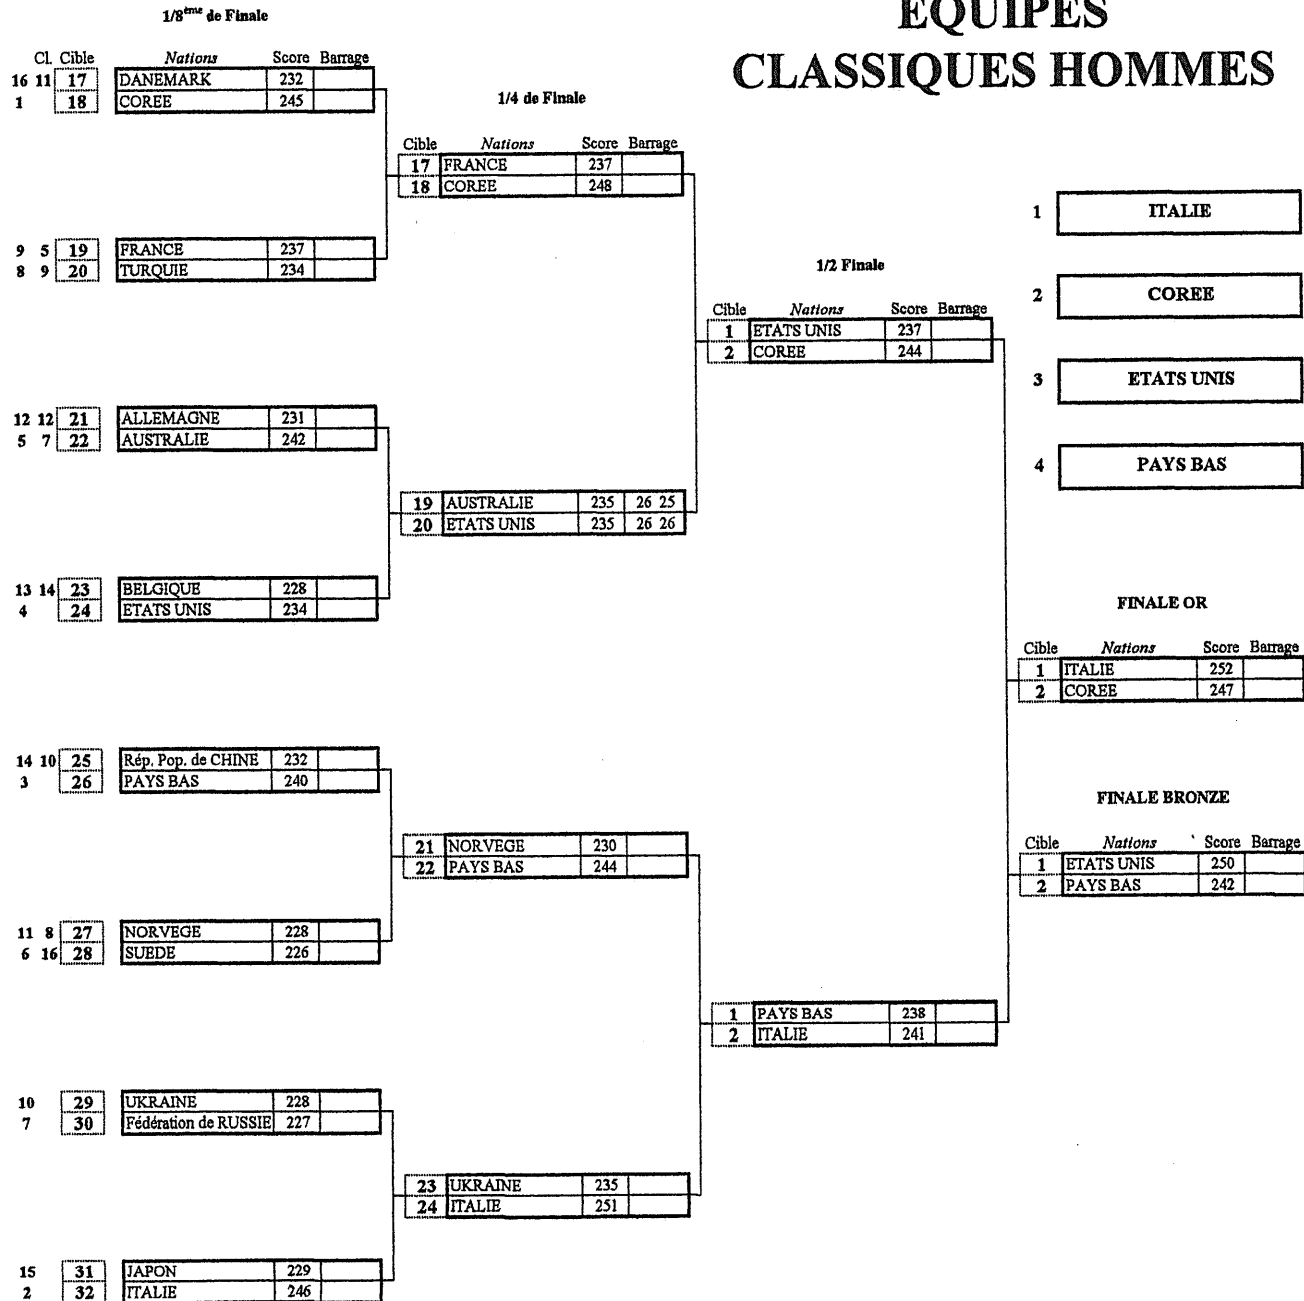 EQUIPES
CLASSIQUES HOMMES
1/8ème de Finale
Cl. Cible Nations Score Barrage
16 11 17 DANEMARK 232
1 18 COREE 245
9 5 19 FRANCE 237
8 9 20 TURQUIE 234
12 12 21 ALLEMAGNE 231
5 7 22 AUSTRALIE 242
13 14 23 BELGIQUE 228
4 24 ETATS UNIS 234
14 10 25 Rép. Pop. de CHINE 232
3 26 PAYS BAS 240
11 8 27 NORVEGE 228
6 16 28 SUEDE 226
10 29 UKRAINE 228
7 30 Fédération de RUSSIE 227
15 31 JAPON 229
2 32 ITALIE 246
1/4 de Finale
Cible Nations Score Barrage
17 FRANCE 237
18 COREE 248
19 AUSTRALIE 235 26 25
20 ETATS UNIS 235 26 26
21 NORVEGE 230
22 PAYS BAS 244
23 UKRAINE 235
24 ITALIE 251
1/2 Finale
Cible Nations Score Barrage
1 ETATS UNIS 237
2 COREE 244
1 PAYS BAS 238
2 ITALIE 241
1 ITALIE
2 COREE
3 ETATS UNIS
4 PAYS BAS
FINALE OR
Cible Nations Score Barrage
1 ITALIE 252
2 COREE 247
FINALE BRONZE
Cible Nations Score Barrage
1 ETATS UNIS 250
2 PAYS BAS 242